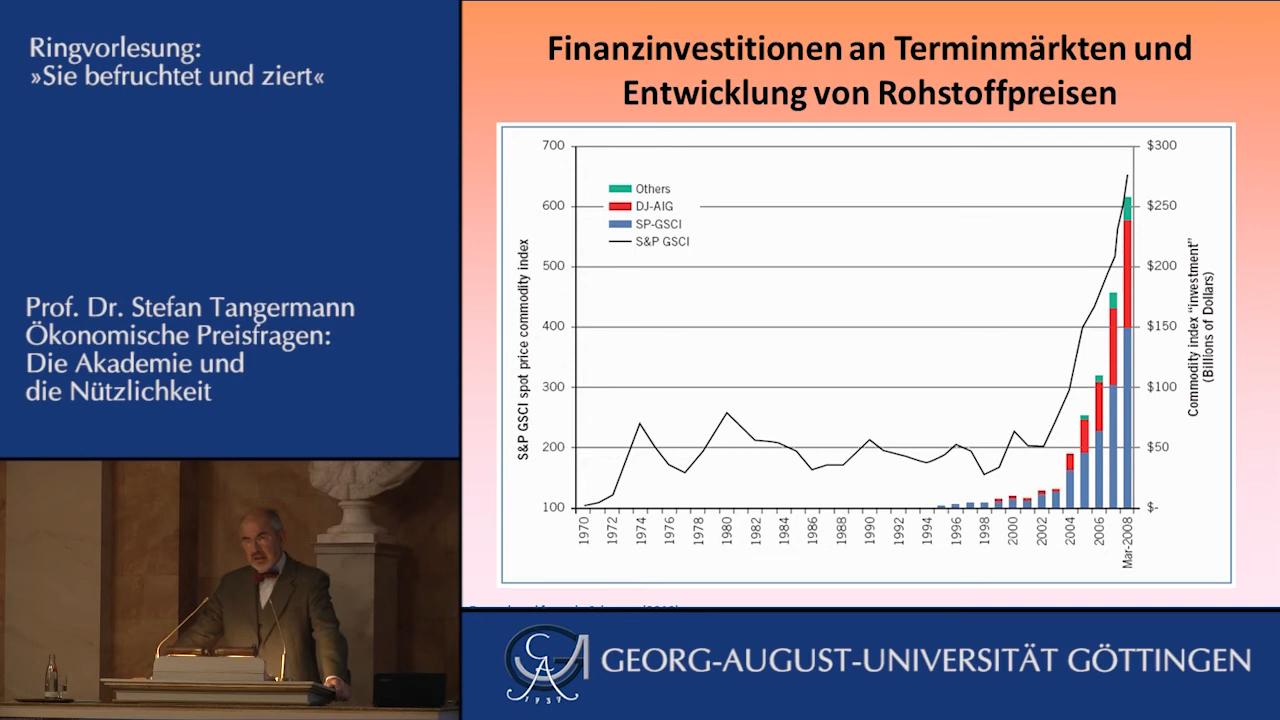 Ringvorlesung:
»Sie befruchtet und ziert«
Prof. Dr. Stefan Tangermann
Ökonomische Preisfragen:
Die Akademie und
die Nützlichkeit
Finanzinvestitionen an Terminmärkten und
Entwicklung von Rohstoffpreisen
S&P GSCI spot price commodity index
700
600
500
400
300
200
100
Others
DJ-AIG
SP-GSCI
S&P GSCI
$300
$250
$200
$150
$100
$50
$-
Commodity index "investment"
(Billions of Dollars)
1970
1972
1974
1976
1978
1980
1982
1984
1986
1988
1990
1992
1994
1996
1998
2000
2002
2004
2006
Mar-2008
GEORG-AUGUST-UNIVERSITÄT GÖTTINGEN
1737